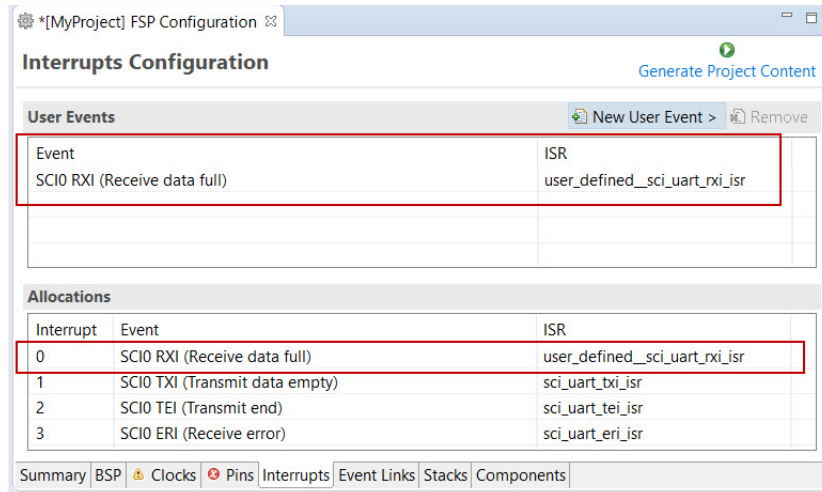 *[MyProject] FSP Configuration
Interrupts Configuration
Generate Project Content
User Events
New User Event >
Remove
Event ISR
SCI0 RXI (Receive data full) user_defined__sci_uart_rxi_isr
Allocations
Interrupt Event ISR
0 SCI0 RXI (Receive data full) user_defined__sci_uart_rxi_isr
1 SCI0 TXI (Transmit data empty) sci_uart_txi_isr
2 SCI0 TEI (Transmit end) sci_uart_tei_isr
3 SCI0 ERI (Receive error) sci_uart_eri_isr
Summary BSP Clocks Pins Interrupts Event Links Stacks Components